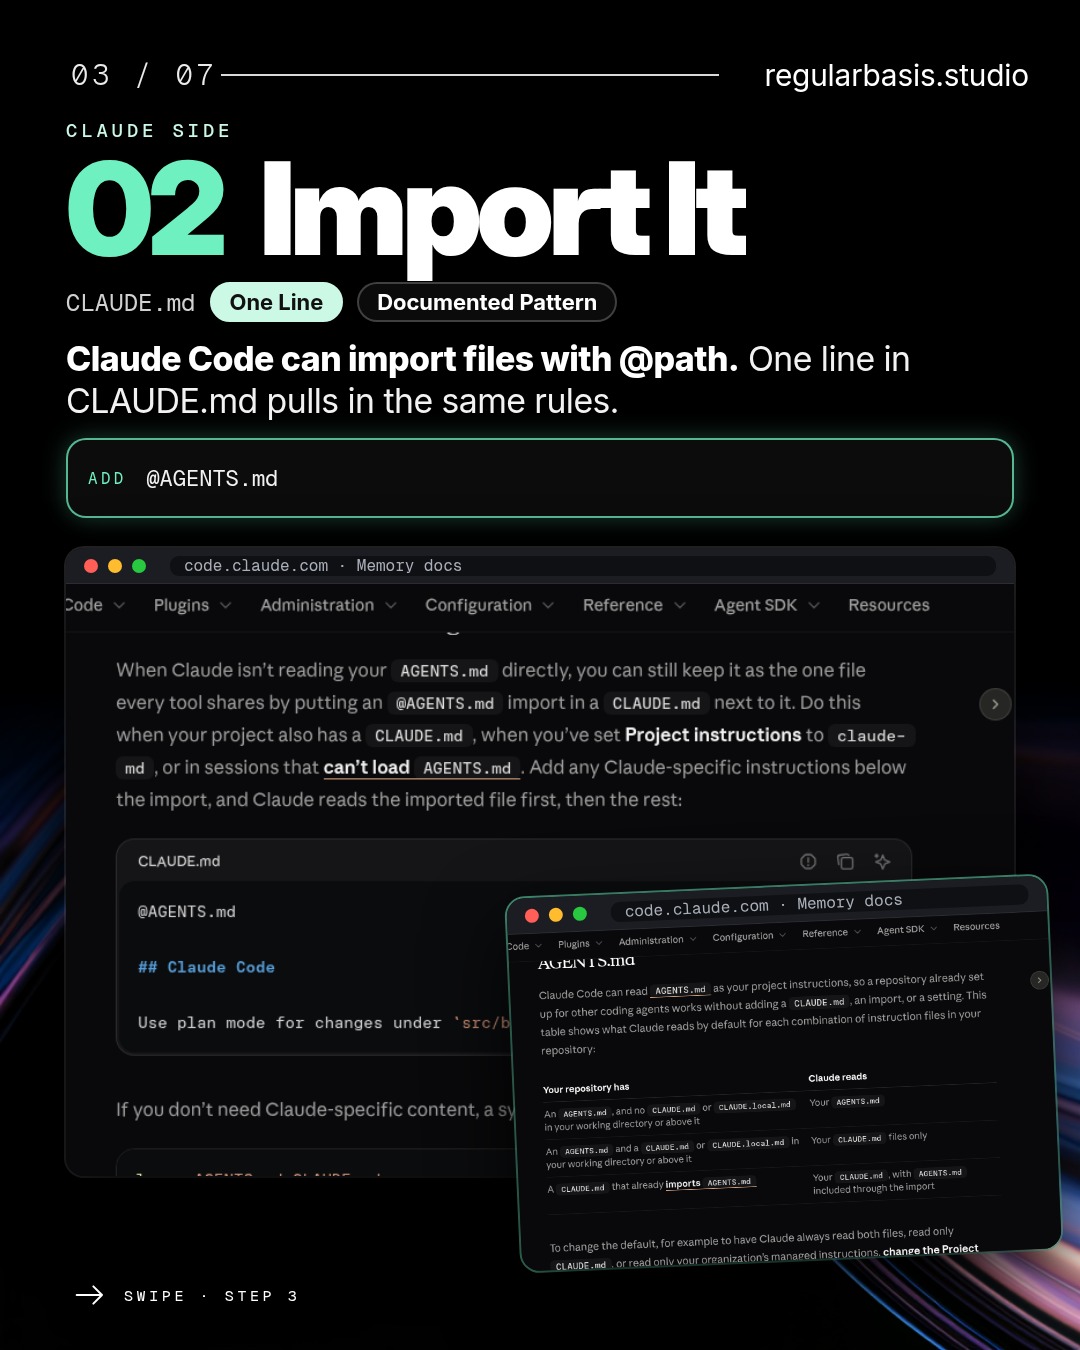 03 / 07
regularbasis.studio
CLAUDE SIDE
02 Import It
CLAUDE.md One Line Documented Pattern
Claude Code can import files with @path. One line in
CLAUDE.md pulls in the same rules.
ADD @AGENTS.md
code.claude.com · Memory docs
Code Plugins Administration Configuration Reference Agent SDK Resources
When Claude isn't reading your AGENTS.md directly, you can still keep it as the one file
every tool shares by putting an @AGENTS.md import in a CLAUDE.md next to it. Do this
when your project also has a CLAUDE.md, when you've set Project instructions to claude-
md, or in sessions that can't load AGENTS.md. Add any Claude-specific instructions below
the import, and Claude reads the imported file first, then the rest:
CLAUDE.md
@AGENTS.md
## Claude Code
Use plan mode for changes under `src/b
If you don't need Claude-specific content, a sy
code.claude.com · Memory docs
Code Plugins Administration Configuration Reference Agent SDK Resources
AGENTS.md
Claude Code can read AGENTS.md as your project instructions, so a repository already set
up for other coding agents works without adding a CLAUDE.md, an import, or a setting. This
table shows what Claude reads by default for each combination of instruction files in your
repository:
Your repository has Claude reads
An AGENTS.md, and no CLAUDE.md or CLAUDE.local.md Your AGENTS.md
in your working directory or above it
An AGENTS.md and a CLAUDE.md or CLAUDE.local.md in Your CLAUDE.md files only
your working directory or above it
A CLAUDE.md that already imports AGENTS.md Your CLAUDE.md, with AGENTS.md
included through the import
To change the default, for example to have Claude always read both files, read only
CLAUDE.md, or read only your organization's managed instructions, change the Project
SWIPE · STEP 3